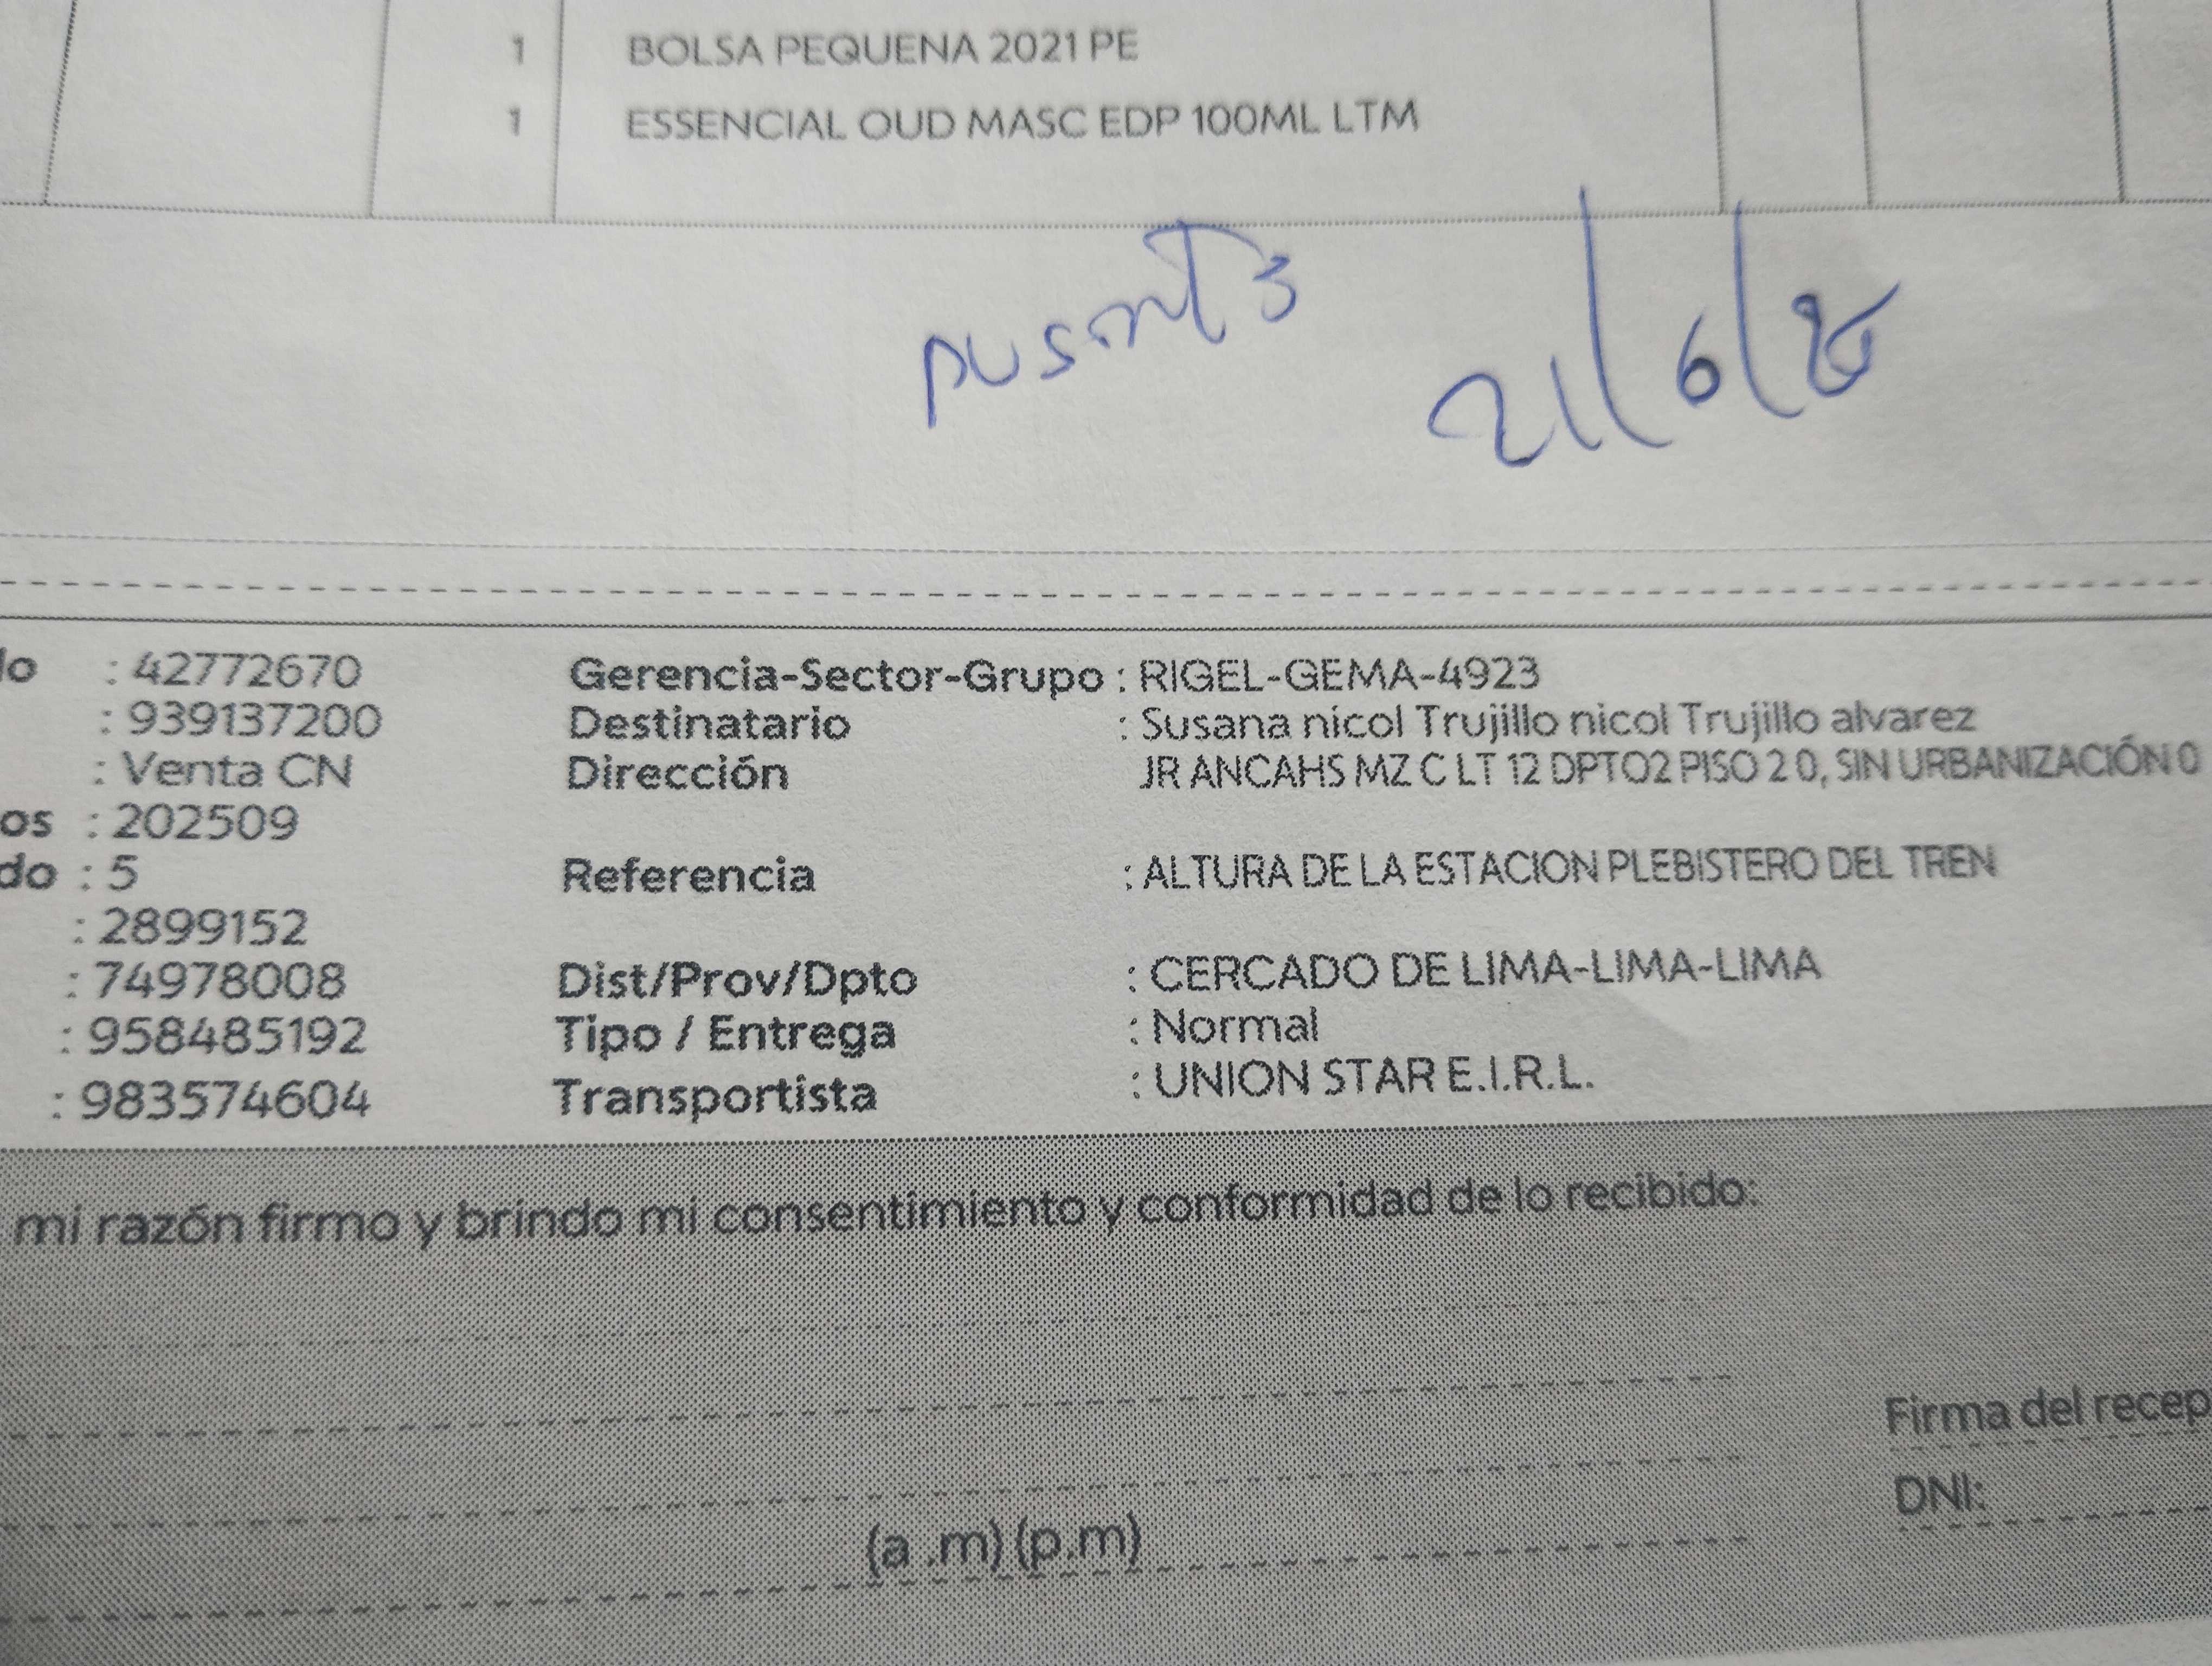 1 BOLSA PEQUENA 2021 PE
1 ESSENCIAL OUD MASC EDP 100ML LTM
21/6/25
lo : 42772670 Gerencia-Sector-Grupo : RIGEL-GEMA-4923
: 939137200 Destinatario : Susana nicol Trujillo nicol Trujillo alvarez
: Venta CN Dirección JR ANCAHS MZ C LT 12 DPTO2 PISO 2 0, SIN URBANIZACIÓN 0
os : 202509
do : 5 Referencia : ALTURA DE LA ESTACION PLEBISTERO DEL TREN
: 2899152
: 74978008 Dist/Prov/Dpto : CERCADO DE LIMA-LIMA-LIMA
: 958485192 Tipo / Entrega : Normal
: 983574604 Transportista : UNION STAR E.I.R.L.
mi razón firmo y brindo mi consentimiento y conformidad de lo recibido:
Firma del recep
DNI:
(a .m) (p.m)